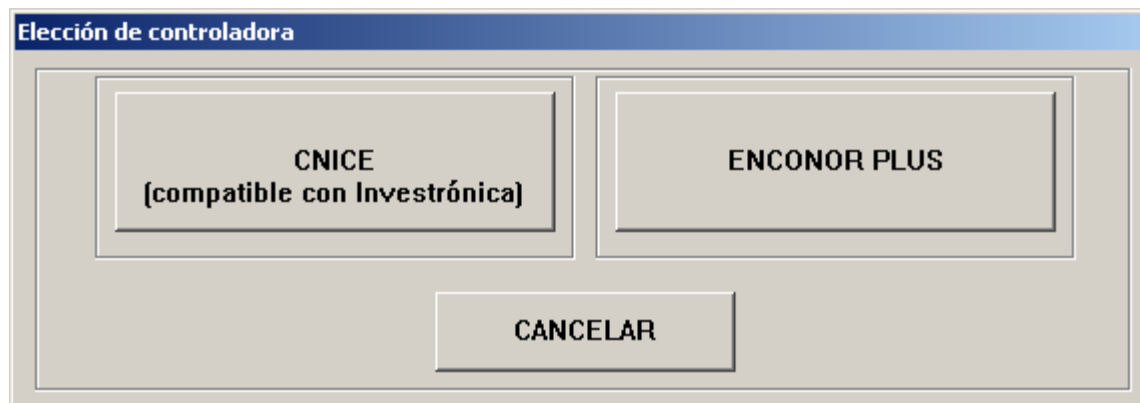 Elección de controladora
CNICE
(compatible con Investrónica)
ENCONOR PLUS
CANCELAR